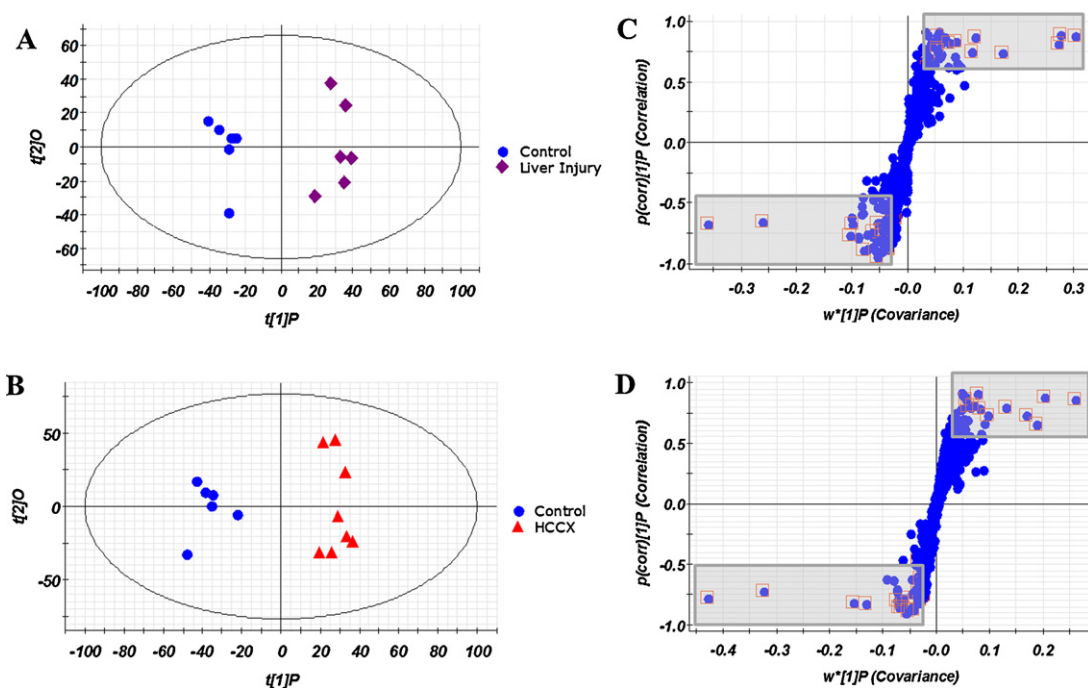 A
60
40
20
0
-20
-40
-60
t[2]O
-100 -80 -60 -40 -20 0 20 40 60 80 100
t[1]P
Control
Liver Injury
C
1.0
0.5
0.0
-0.5
-1.0
p(corr)[1]P (Correlation)
-0.3 -0.2 -0.1 -0.0 0.1 0.2 0.3
w*[1]P (Covariance)
B
50
0
-50
t[2]O
-100 -80 -60 -40 -20 0 20 40 60 80 100
t[1]P
Control
HCCX
D
1.0
0.5
0.0
-0.5
-1.0
p(corr)[1]P (Correlation)
-0.4 -0.3 -0.2 -0.1 0.0 0.1 0.2
w*[1]P (Covariance)